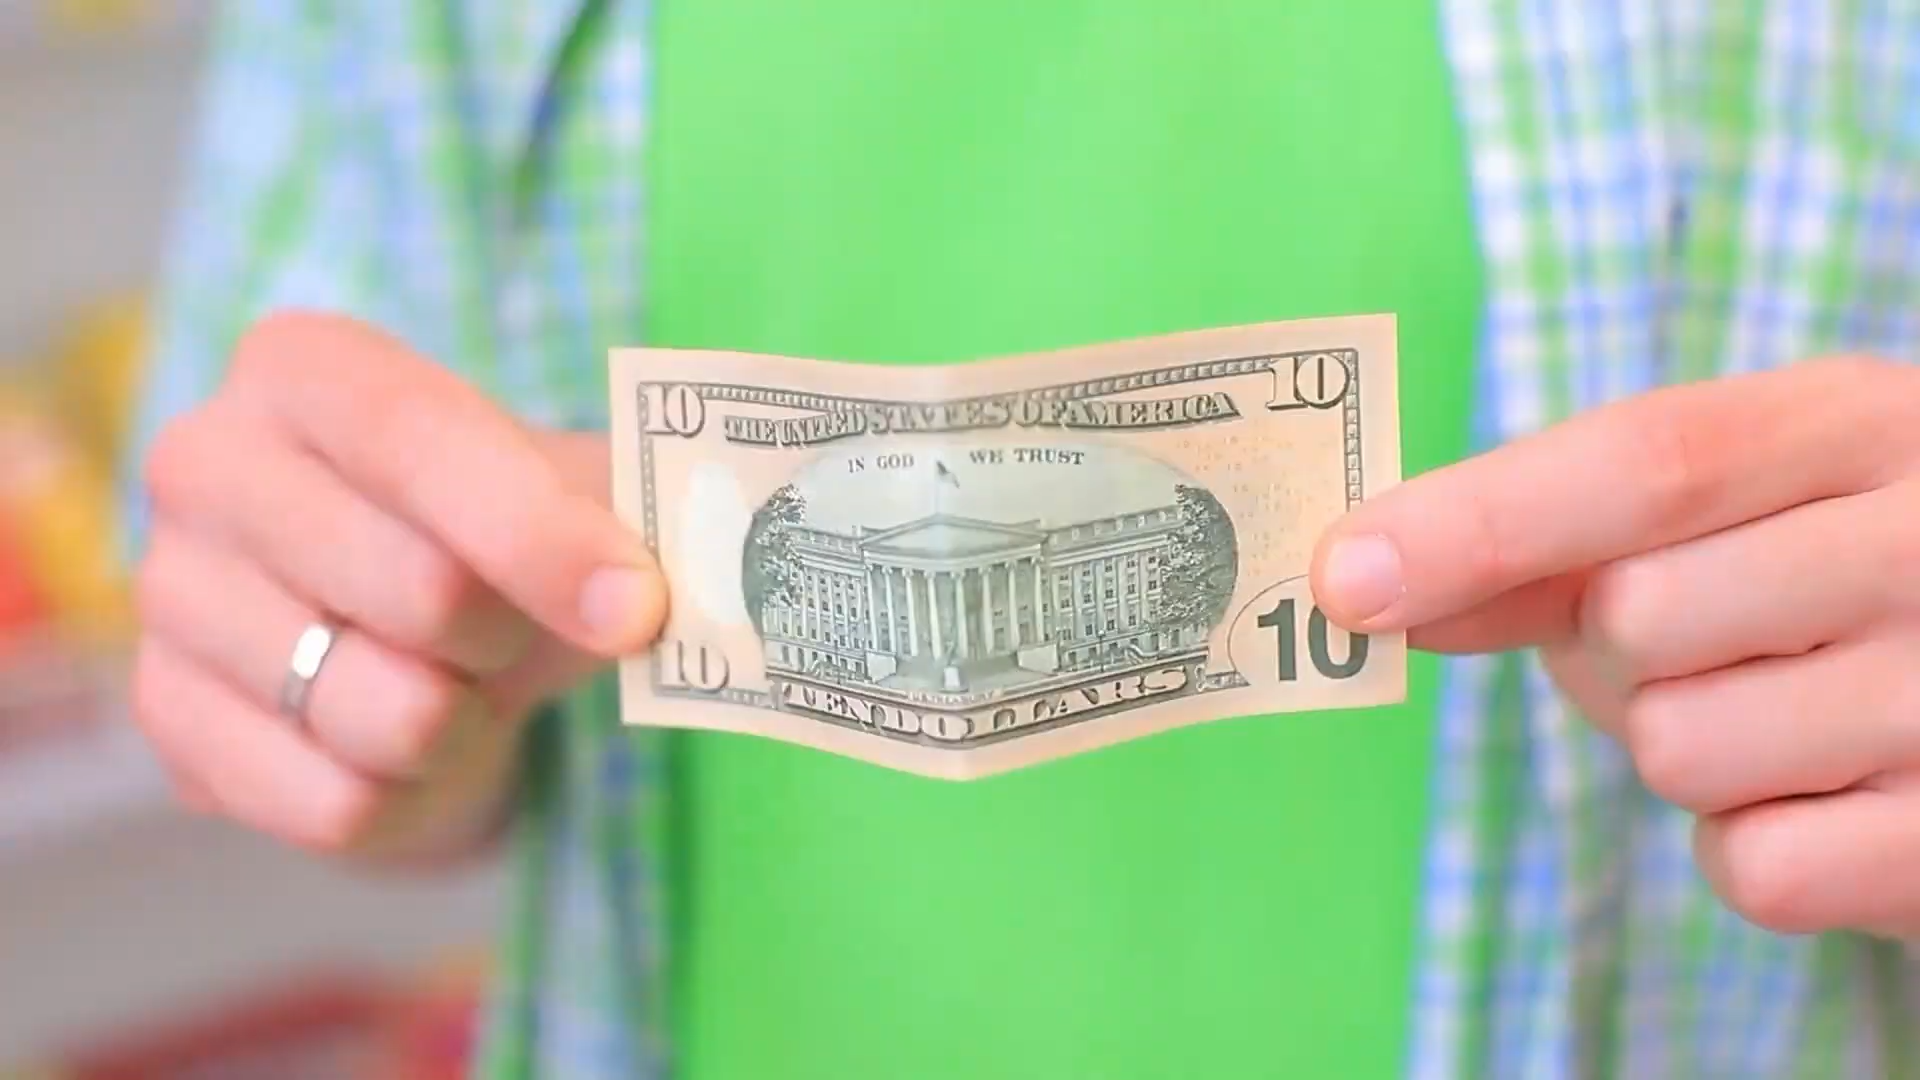 10 10
THE UNITED STATES OF AMERICA
IN GOD WE TRUST
10 TEN DOLLARS 10